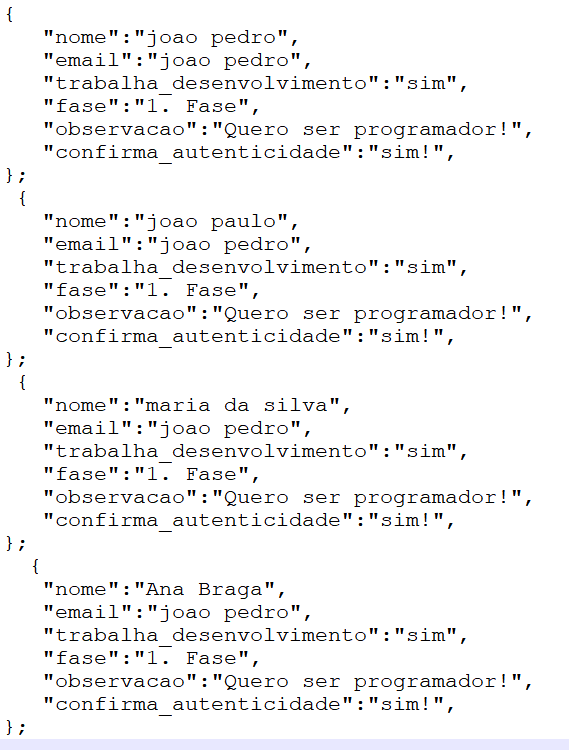 {
"nome":"joao pedro",
"email":"joao pedro",
"trabalha_desenvolvimento":"sim",
"fase":"1. Fase",
"observacao":"Quero ser programador!",
"confirma_autenticidade":"sim!",
};
{
"nome":"joao paulo",
"email":"joao pedro",
"trabalha_desenvolvimento":"sim",
"fase":"1. Fase",
"observacao":"Quero ser programador!",
"confirma_autenticidade":"sim!",
};
{
"nome":"maria da silva",
"email":"joao pedro",
"trabalha_desenvolvimento":"sim",
"fase":"1. Fase",
"observacao":"Quero ser programador!",
"confirma_autenticidade":"sim!",
};
{
"nome":"Ana Braga",
"email":"joao pedro",
"trabalha_desenvolvimento":"sim",
"fase":"1. Fase",
"observacao":"Quero ser programador!",
"confirma_autenticidade":"sim!",
};